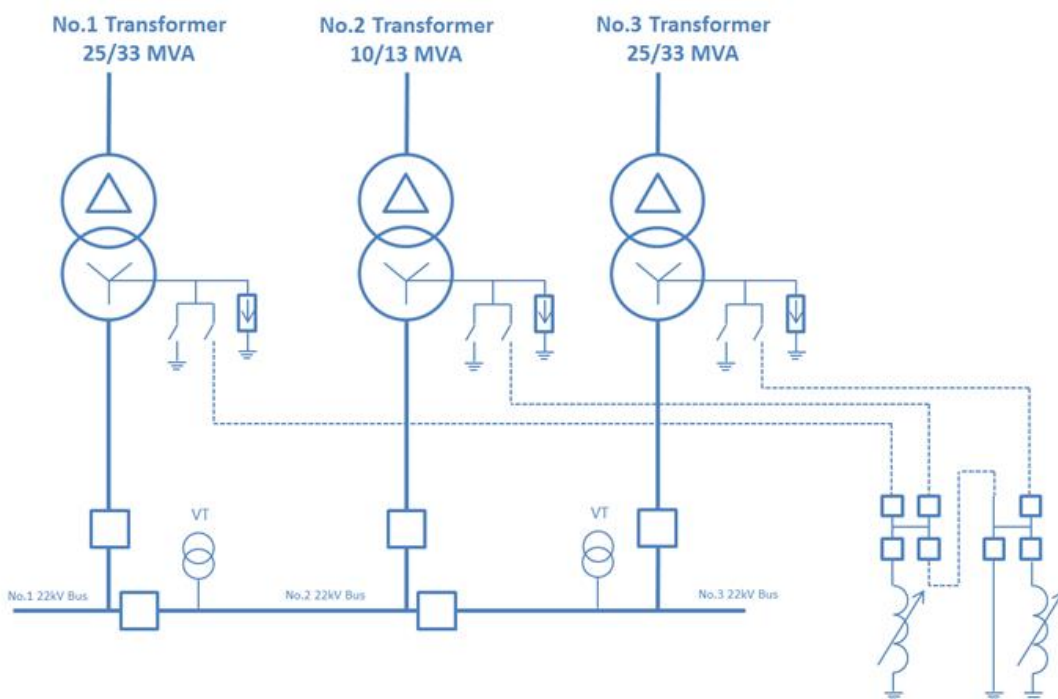 No.1 Transformer
25/33 MVA
No.2 Transformer
10/13 MVA
No.3 Transformer
25/33 MVA
VT
VT
No.1 22kV Bus
No.2 22kV Bus
No.3 22kV Bus